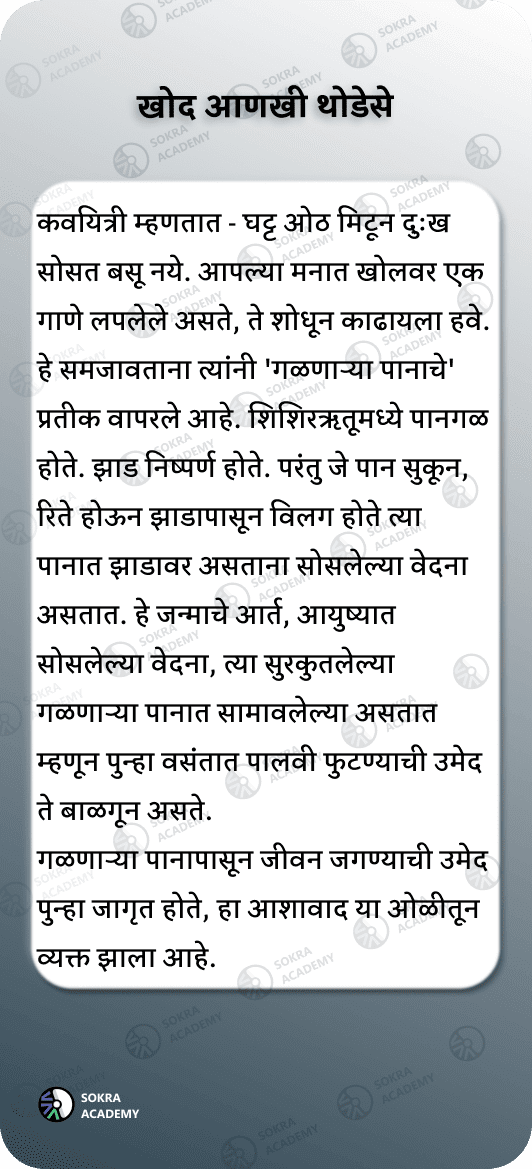 खोद आणखी थोडेसे
कवयित्री म्हणतात - घट्ट ओठ मिटून दुःख
सोसत बसू नये. आपल्या मनात खोलवर एक
गाणे लपलेले असते, ते शोधून काढायला हवे.
हे समजावताना त्यांनी 'गळणाऱ्या पानाचे'
प्रतीक वापरले आहे. शिशिरऋतूमध्ये पानगळ
होते. झाड निष्पर्ण होते. परंतु जे पान सुकून,
रिते होऊन झाडापासून विलग होते त्या
पानात झाडावर असताना सोसलेल्या वेदना
असतात. हे जन्माचे आर्त, आयुष्यात
सोसलेल्या वेदना, त्या सुरकुतलेल्या
गळणाऱ्या पानात सामावलेल्या असतात
म्हणून पुन्हा वसंतात पालवी फुटण्याची उमेद
ते बाळगून असते.
गळणाऱ्या पानापासून जीवन जगण्याची उमेद
पुन्हा जागृत होते, हा आशावाद या ओळीतून
व्यक्त झाला आहे.
SOKRA
ACADEMY